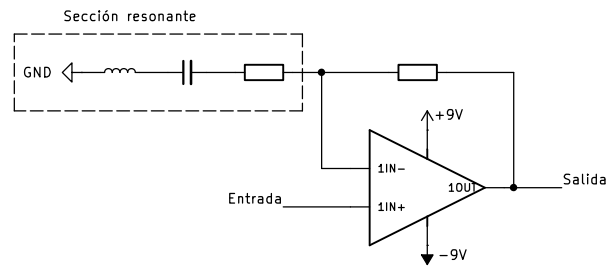 Sección resonante
GND
+9V
1IN-
1OUT
Salida
Entrada
1IN+
-9V